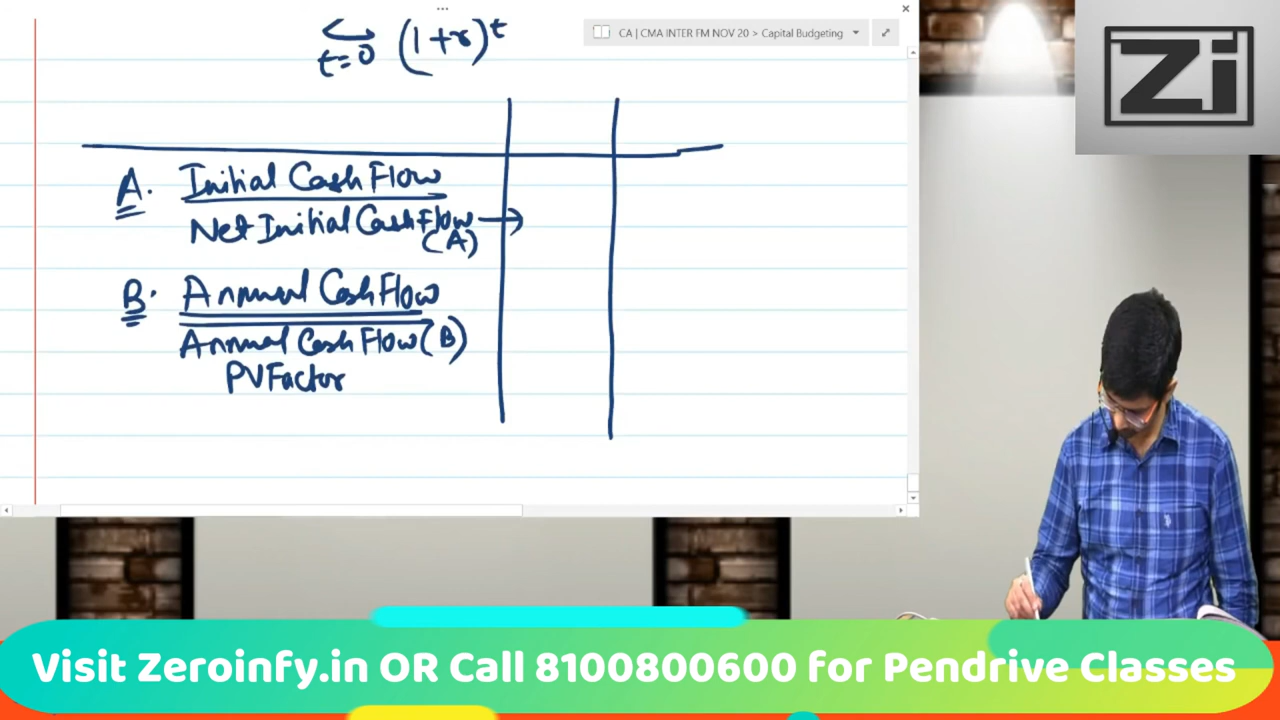 CA | CMA INTER FM NOV 20 > Capital Budgeting
Zi
t=0 (1+r)^t
A. Initial Cash Flow
Net Initial Cash Flow →
(A)
B. Annual Cash Flow
Annual Cash Flow (B)
PV Factor
Visit Zeroinfy.in OR Call 8100800600 for Pendrive Classes